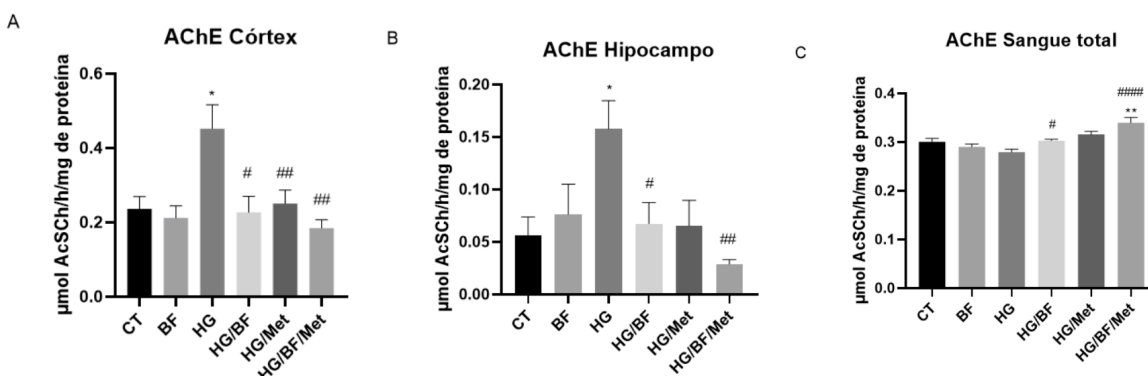 A
AChE Córtex
µmol AcSCh/h/mg de proteína
0.6
0.4
0.2
0.0
*
#
##
##
CT
BF
HG
HG/BF
HG/Met
HG/BF/Met
B
AChE Hipocampo
µmol AcSCh/h/mg de proteína
0.20
0.15
0.10
0.05
0.00
*
#
##
CT
BF
HG
HG/BF
HG/Met
HG/BF/Met
C
AChE Sangue total
µmol AcSCh/h/mg de proteína
0.4
0.3
0.2
0.1
0.0
#
####
**
CT
BF
HG
HG/BF
HG/Met
HG/BF/Met